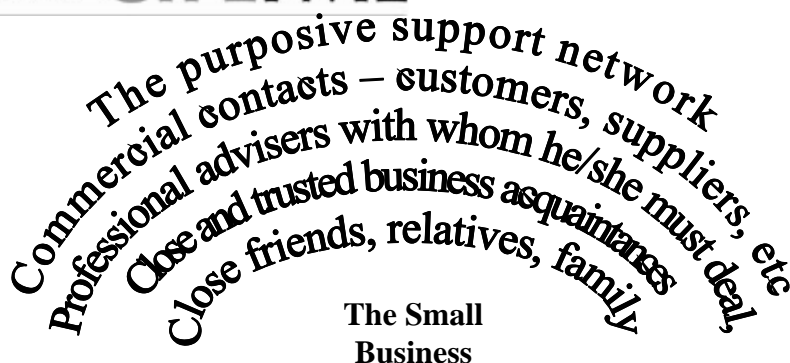 The purposive support network
Commercial contacts – customers, suppliers, etc
Professional advisers with whom he/she must deal,
Close and trusted business acquaintances
Close friends, relatives, family
The Small
Business